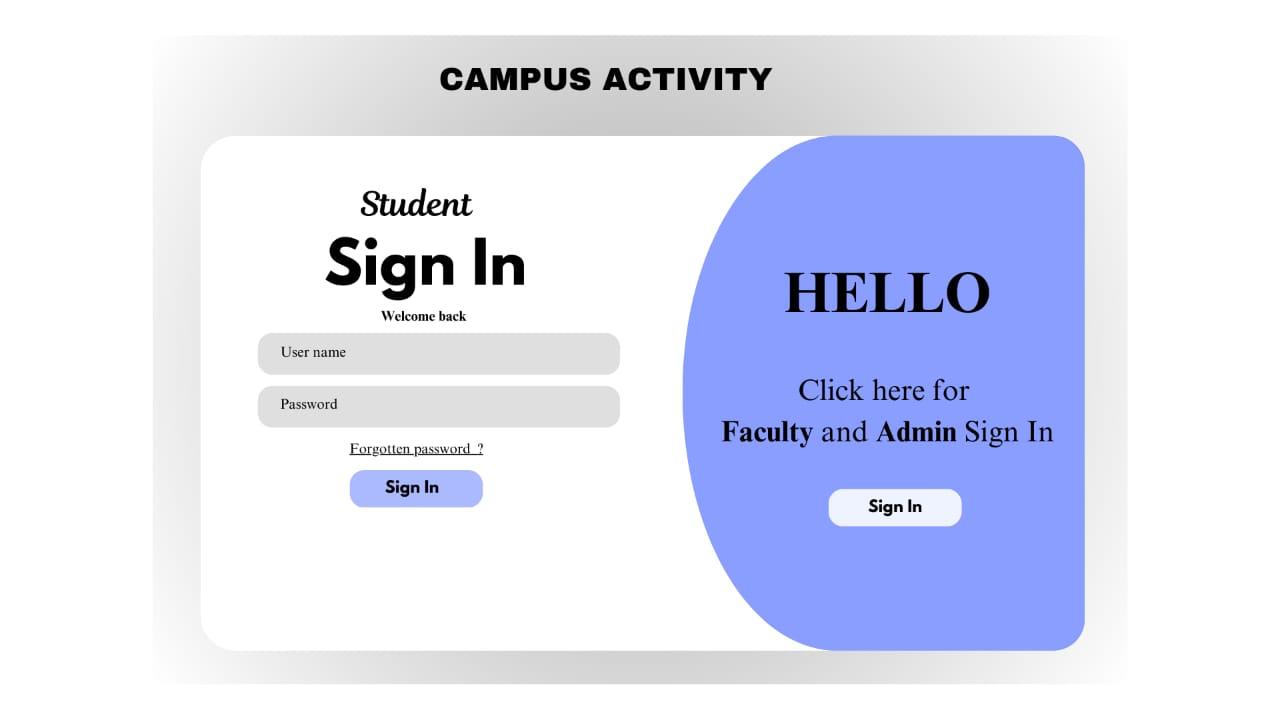 CAMPUS ACTIVITY
Student
Sign In
Welcome back
User name
Password
Forgotten password ?
Sign In
HELLO
Click here for
Faculty and Admin Sign In
Sign In